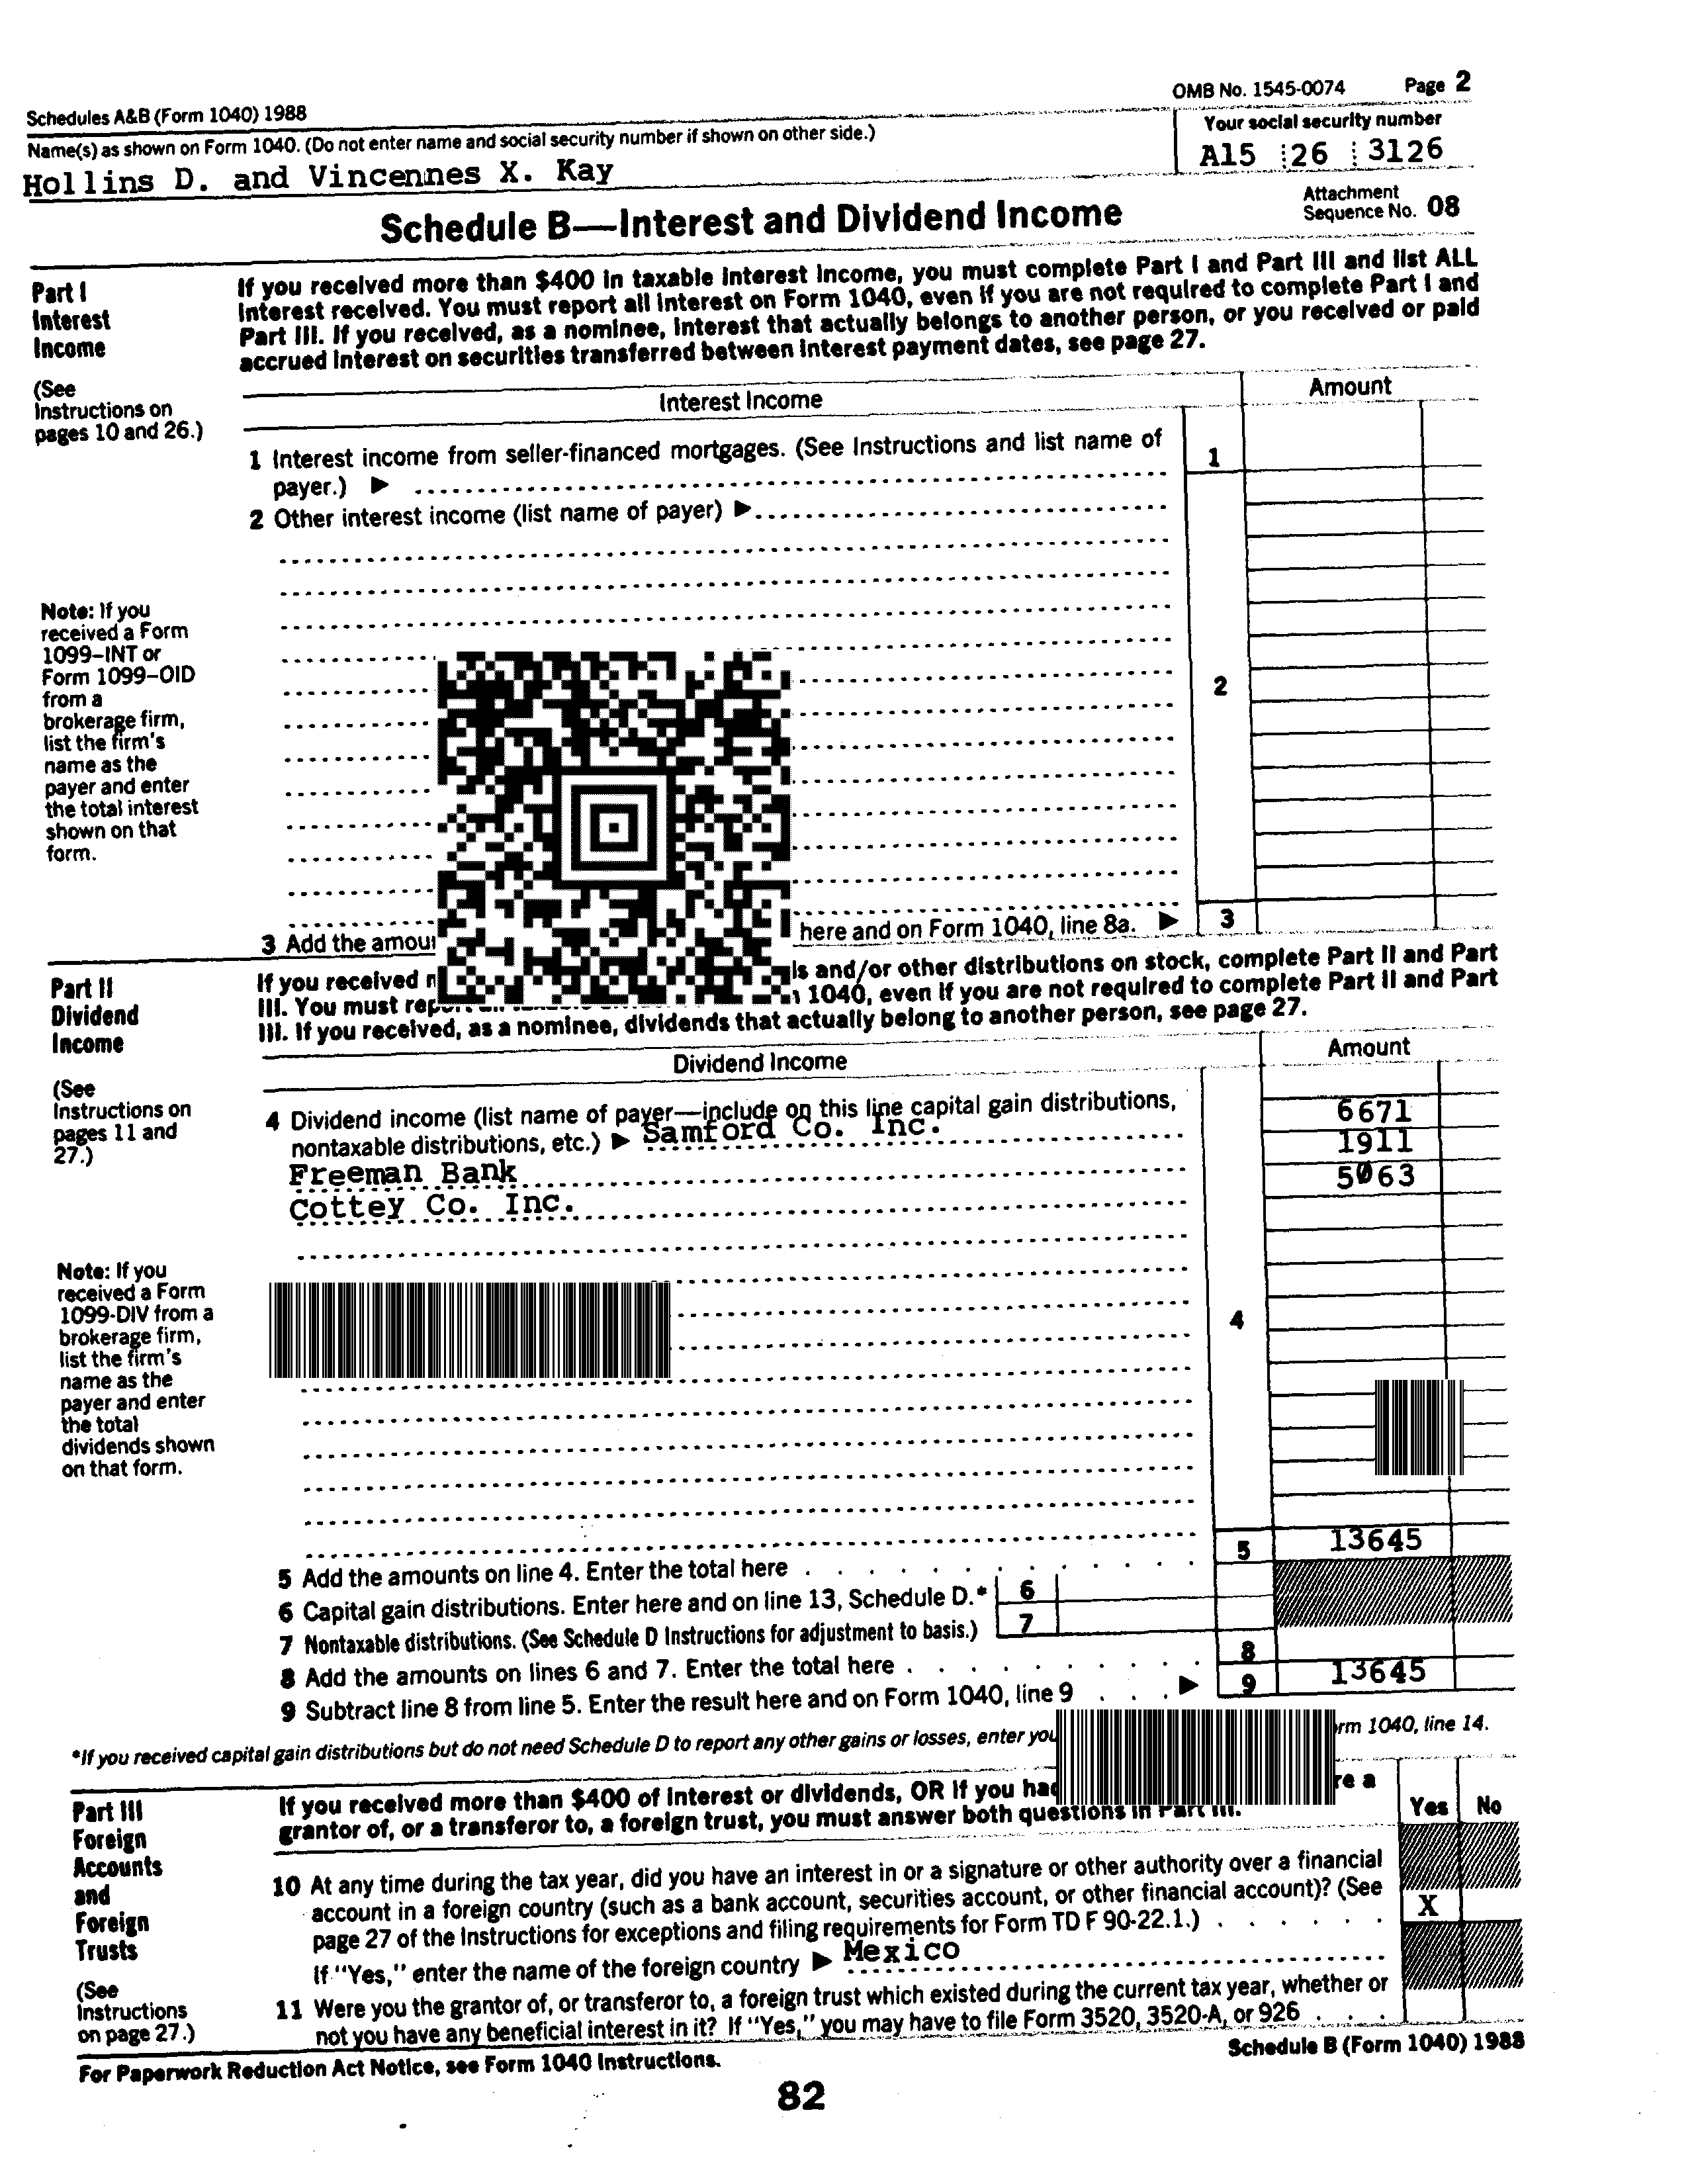 Schedules A&B (Form 1040) 1988
OMB No. 1545-0074 Page 2
Name(s) as shown on Form 1040. (Do not enter name and social security number if shown on other side.)
Your social security number
Hollins D. and Vincennes X. Kay
A15 26 3126
Schedule B—Interest and Dividend Income
Attachment
Sequence No. 08
Part I
Interest
Income
(See
Instructions on
pages 10 and 26.)
If you received more than $400 in taxable interest income, you must complete Part I and Part III and list ALL
interest received. You must report all interest on Form 1040, even if you are not required to complete Part I and
Part III. If you received, as a nominee, interest that actually belongs to another person, or you received or paid
accrued interest on securities transferred between interest payment dates, see page 27.
Interest Income
Amount
1 Interest income from seller-financed mortgages. (See Instructions and list name of
payer.) ▶
1
2 Other interest income (list name of payer) ▶
Note: If you
received a Form
1099–INT or
Form 1099–OID
from a
brokerage firm,
list the firm's
name as the
payer and enter
the total interest
shown on that
form.
2
3 Add the here and on Form 1040, line 8a. ▶ 3
Part II
Dividend
Income
(See
Instructions on
pages 11 and
27.)
If you received and/or other distributions on stock, complete Part II and Part
III. You must 1040, even if you are not required to complete Part II and Part
III. If you received, as a nominee, dividends that actually belong to another person, see page 27.
Dividend Income
Amount
4 Dividend income (list name of payer—include on this line capital gain distributions,
nontaxable distributions, etc.) ▶ Samford Co. Inc. 6671
Freeman Bank 1911
Cottey Co. Inc. 5063
Note: If you
received a Form
1099-DIV from a
brokerage firm,
list the firm's
name as the
payer and enter
the total
dividends shown
on that form.
4
5 Add the amounts on line 4. Enter the total here 5 13645
6 Capital gain distributions. Enter here and on line 13, Schedule D.* 6
7 Nontaxable distributions. (See Schedule D Instructions for adjustment to basis.) 7
8 Add the amounts on lines 6 and 7. Enter the total here 8
9 Subtract line 8 from line 5. Enter the result here and on Form 1040, line 9 ▶ 9 13645
*If you received capital gain distributions but do not need Schedule D to report any other gains or losses, enter 1040, line 14.
Part III
Foreign
Accounts
and
Foreign
Trusts
(See
Instructions
on page 27.)
If you received more than $400 of interest or dividends, OR if you a
grantor of, or a transferor to, a foreign trust, you must answer both questions in Part III.
Yes No
10 At any time during the tax year, did you have an interest in or a signature or other authority over a financial
account in a foreign country (such as a bank account, securities account, or other financial account)? (See
page 27 of the Instructions for exceptions and filing requirements for Form TD F 90-22.1.) X
If "Yes," enter the name of the foreign country ▶ Mexico
11 Were you the grantor of, or transferor to, a foreign trust which existed during the current tax year, whether or
not you have any beneficial interest in it? If "Yes," you may have to file Form 3520, 3520-A, or 926
For Paperwork Reduction Act Notice, see Form 1040 Instructions.
Schedule B (Form 1040) 1988
82